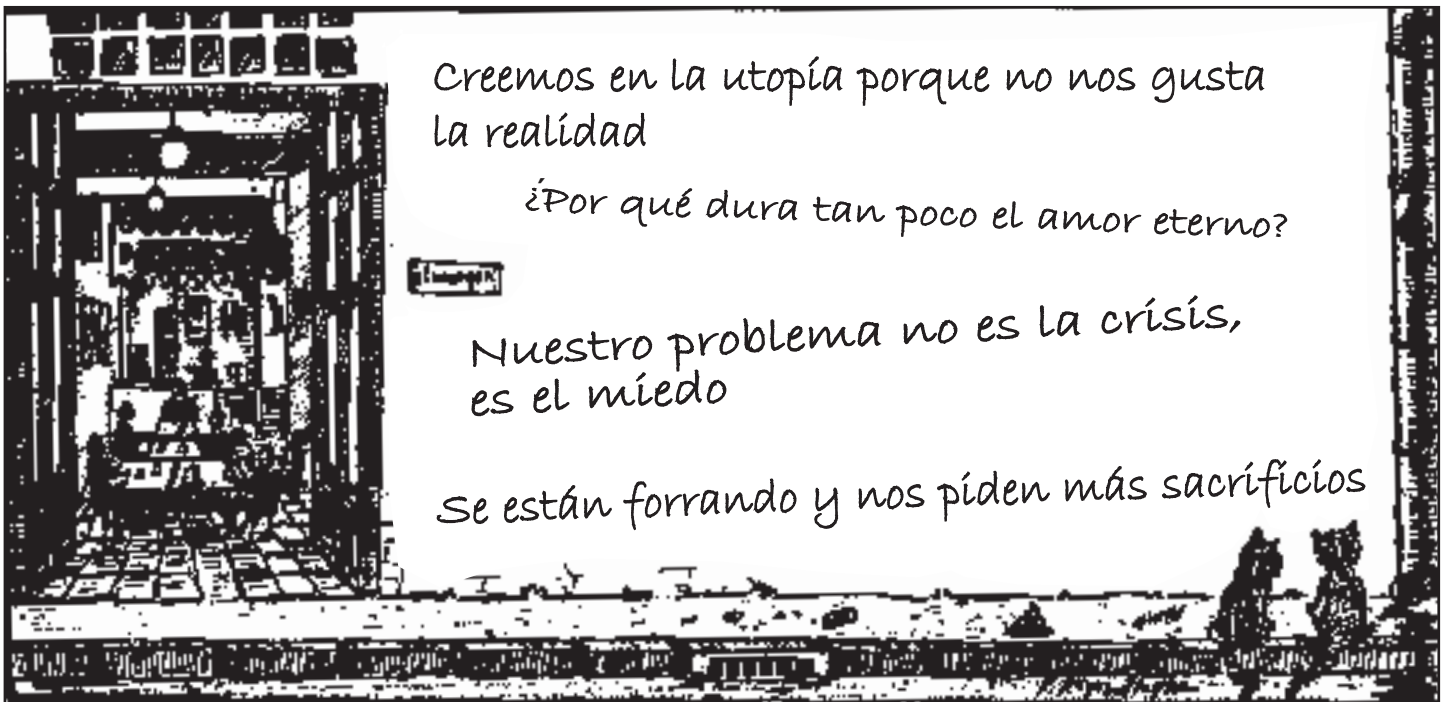 Creemos en la utopía porque no nos gusta
la realidad
¿Por qué dura tan poco el amor eterno?
Nuestro problema no es la crisis,
es el miedo
Se están forrando y nos piden más sacrificios